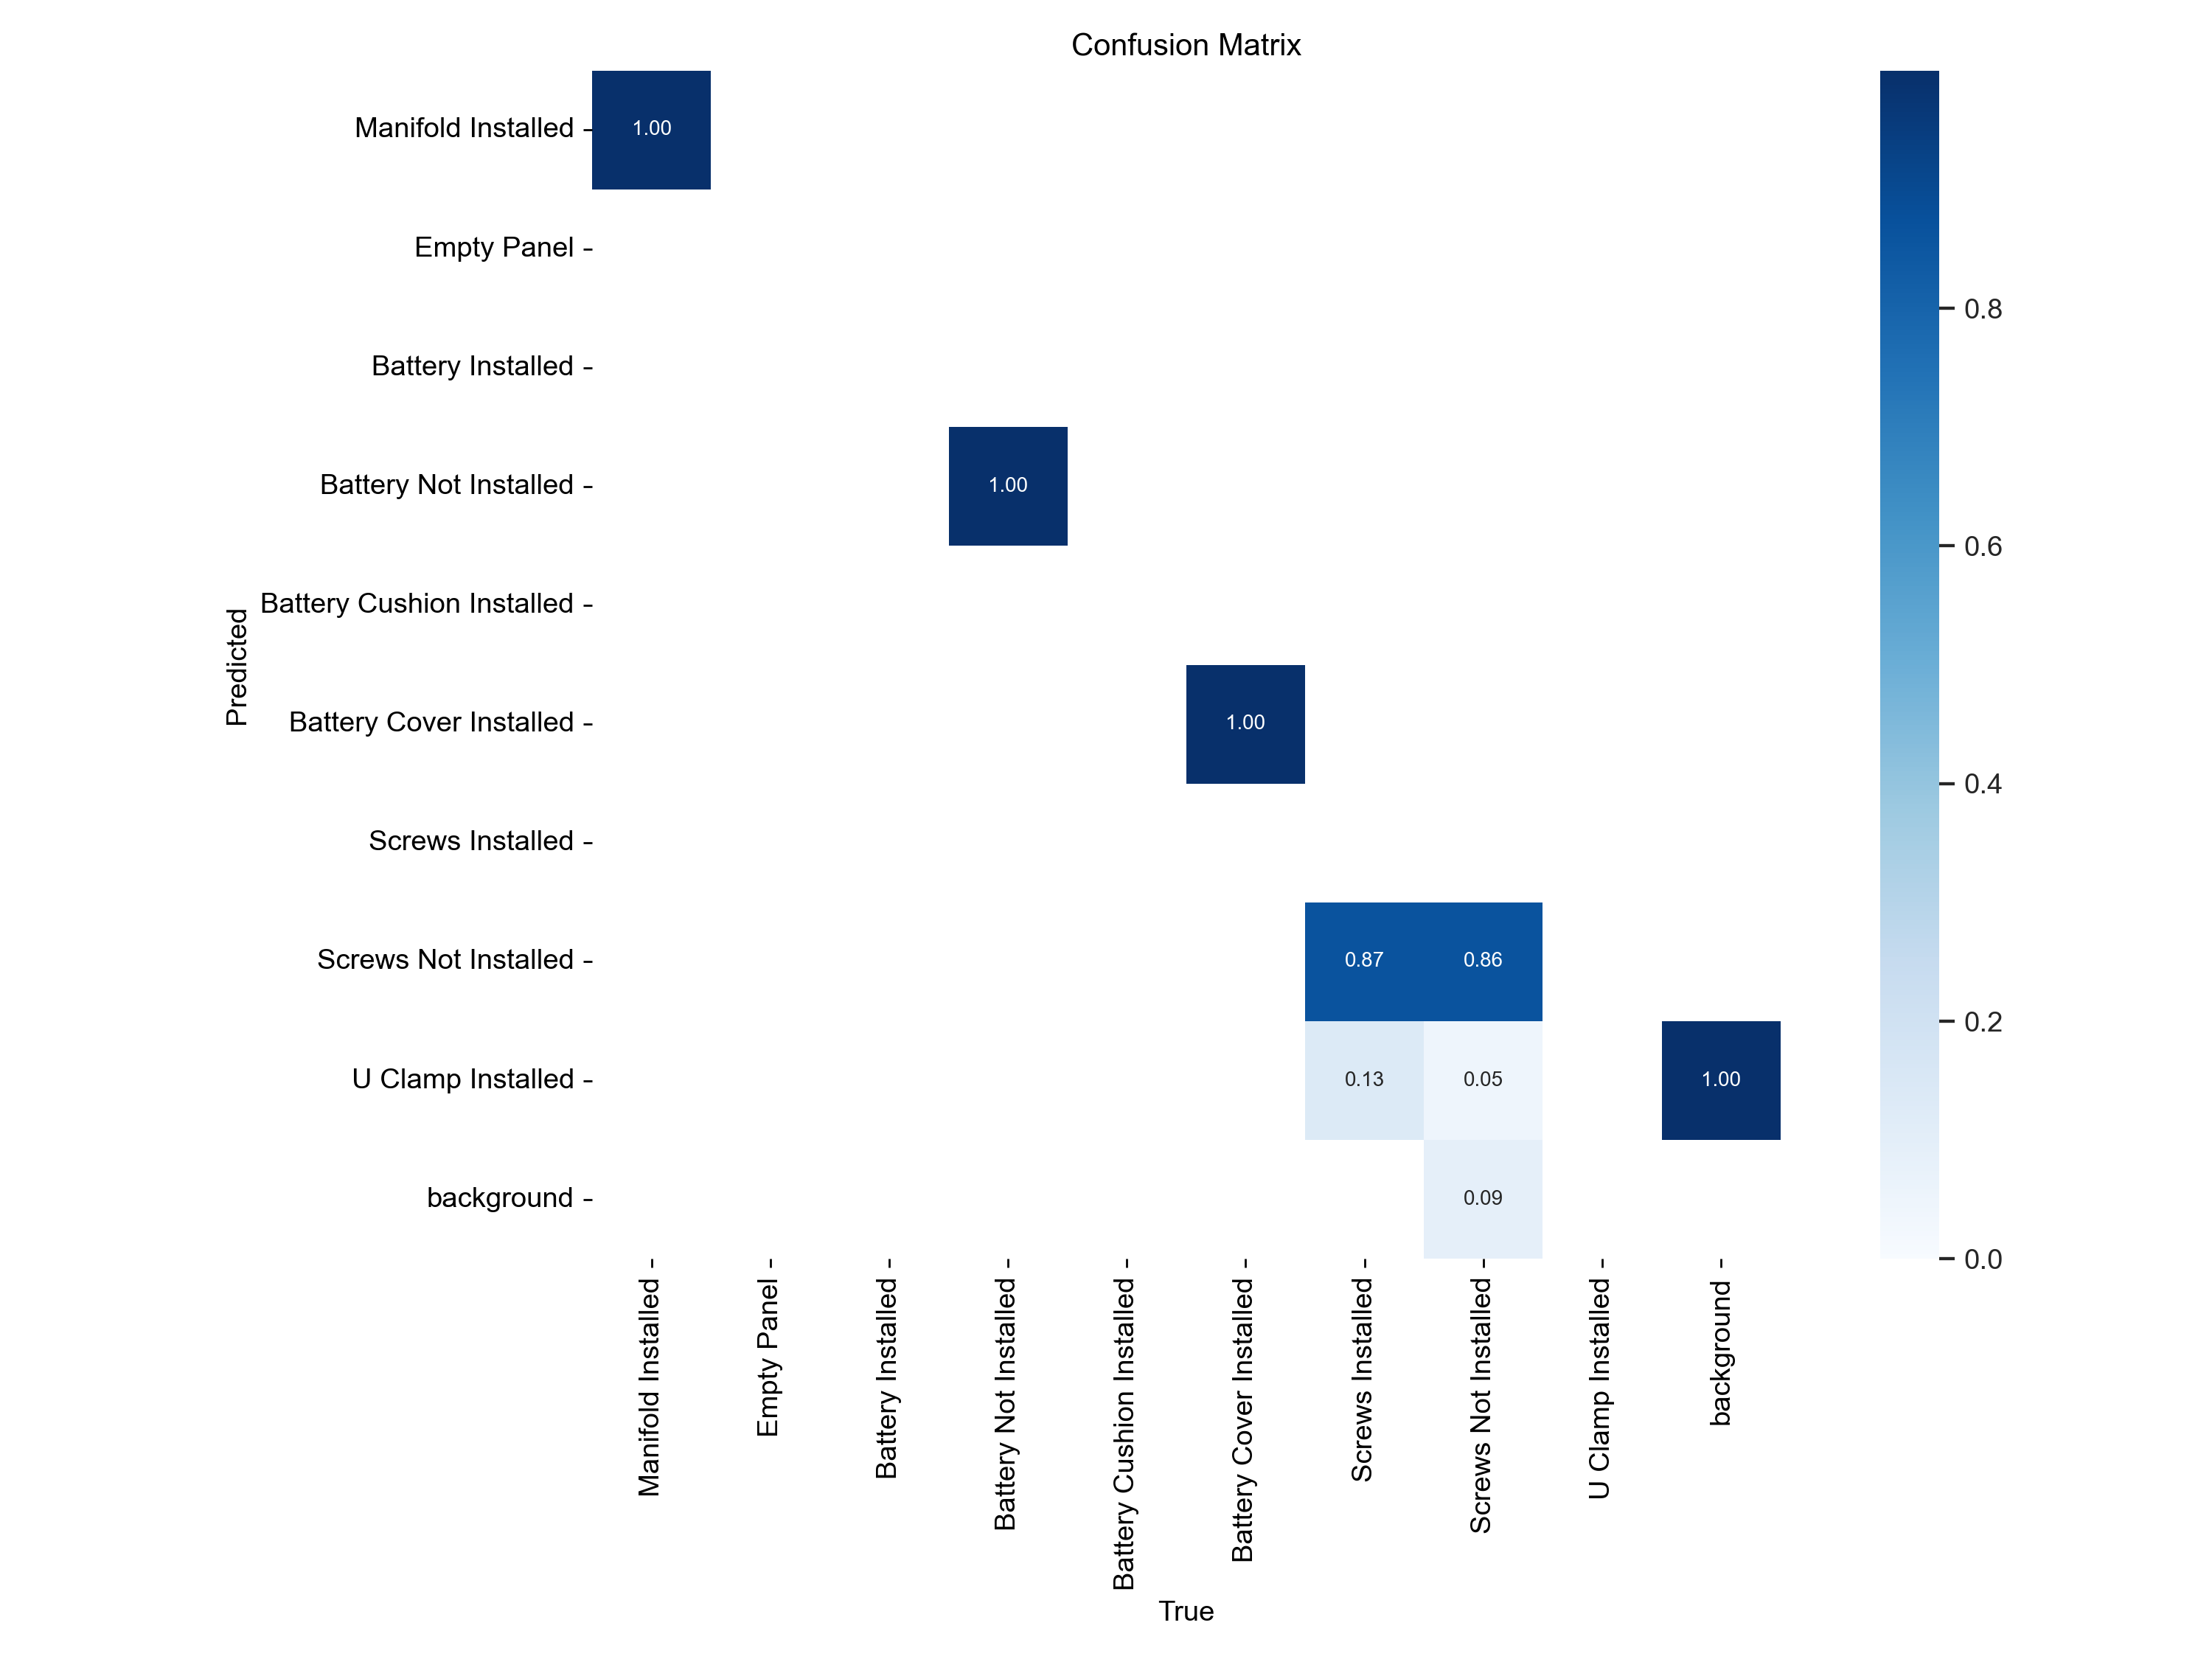 Confusion Matrix
Manifold Installed
1.00
Empty Panel
0.8
Battery Installed
Battery Not Installed
1.00
0.6
Battery Cushion Installed
Predicted
Battery Cover Installed
1.00
0.4
Screws Installed
Screws Not Installed
0.87
0.86
0.2
U Clamp Installed
0.13
0.05
1.00
background
0.09
0.0
Manifold Installed
Empty Panel
Battery Installed
Battery Not Installed
Battery Cushion Installed
Battery Cover Installed
Screws Installed
Screws Not Installed
U Clamp Installed
background
True